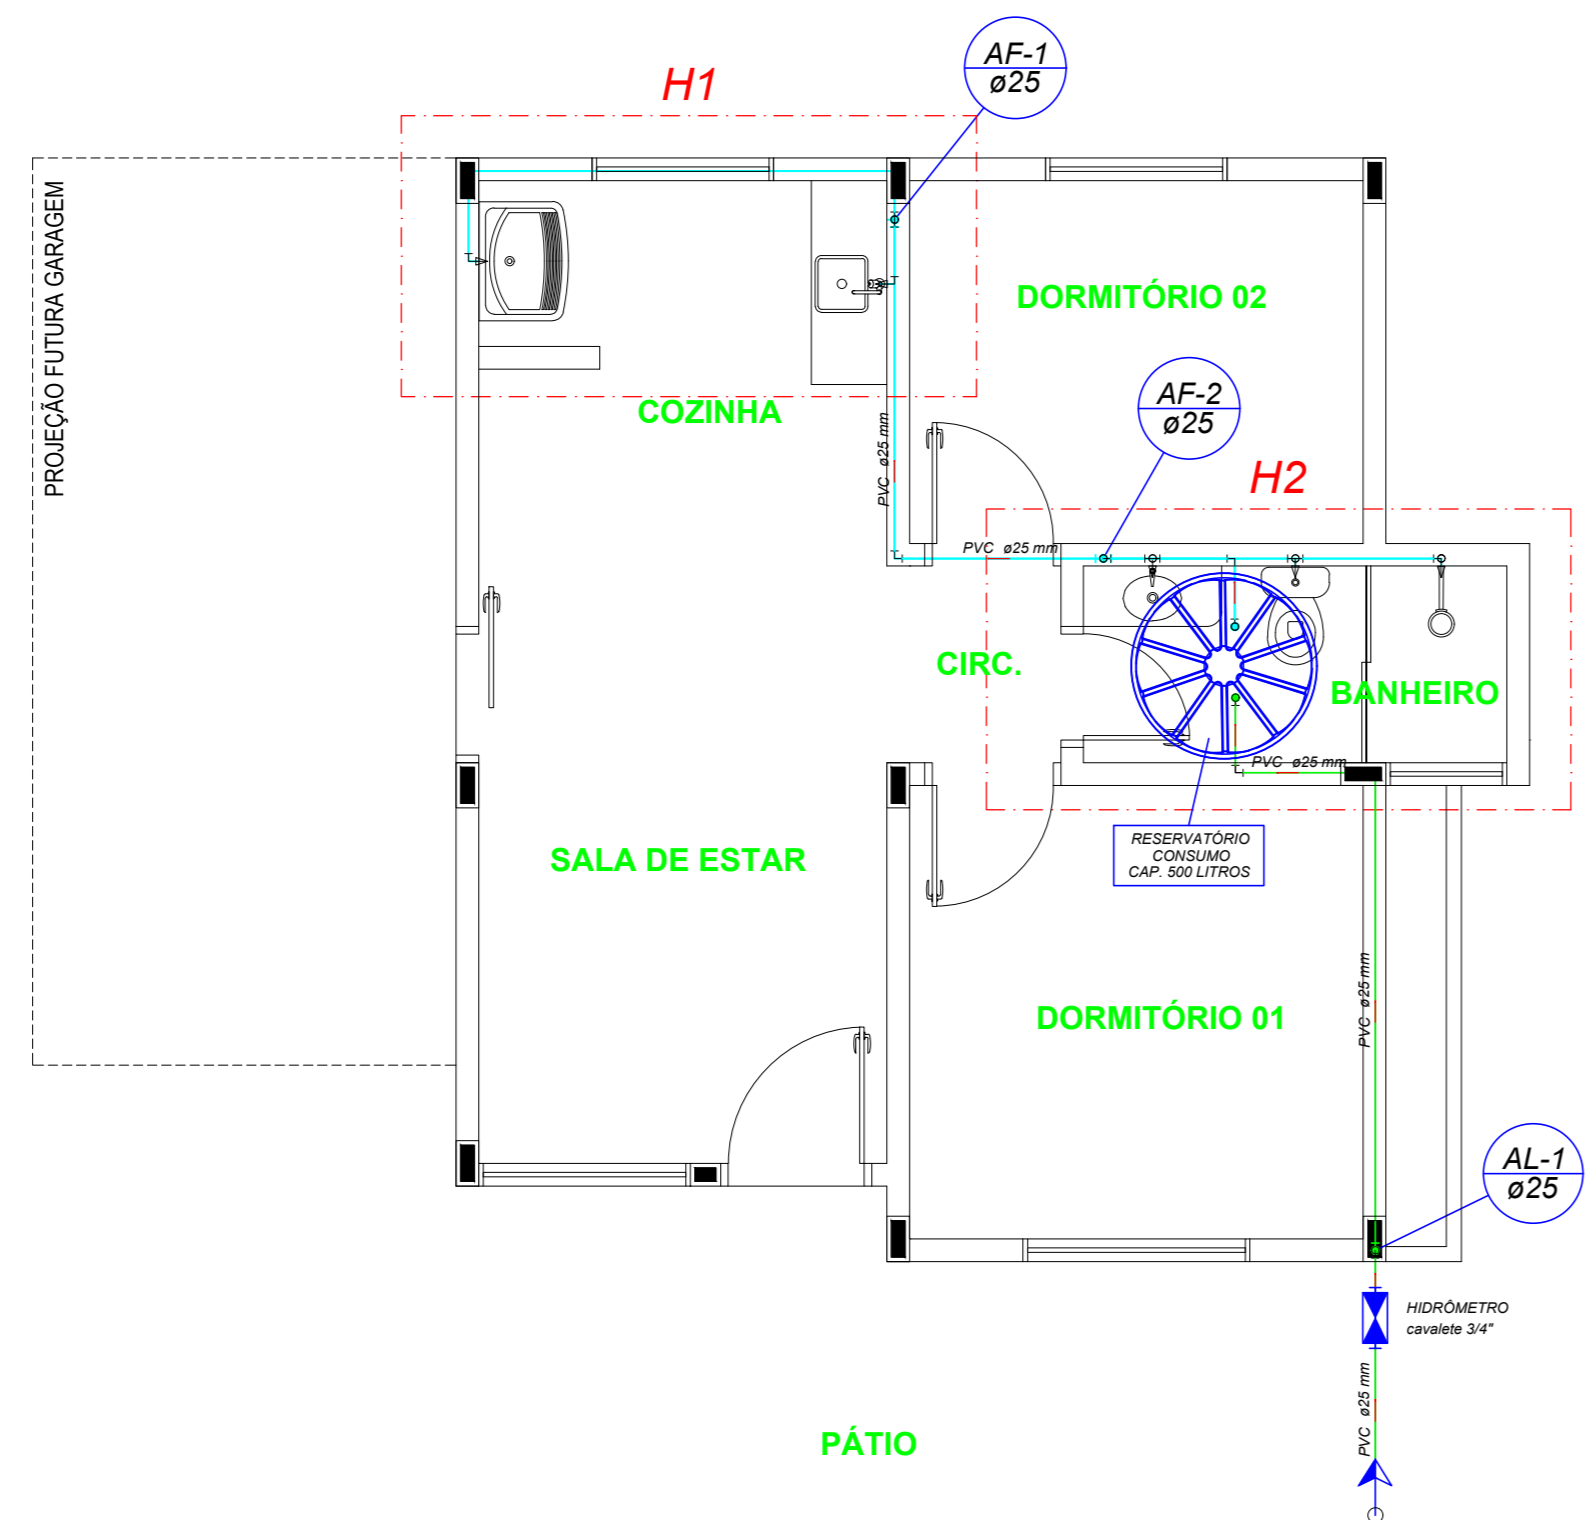 AF-1
ø25
H1
PROJEÇÃO FUTURA GARAGEM
DORMITÓRIO 02
COZINHA
AF-2
ø25
PVC ø25 mm
H2
PVC ø25 mm
CIRC.
BANHEIRO
PVC ø25 mm
RESERVATÓRIO
CONSUMO
CAP. 500 LITROS
SALA DE ESTAR
PVC ø25 mm
DORMITÓRIO 01
AL-1
ø25
HIDRÔMETRO
cavalete 3/4"
PVC ø25 mm
PÁTIO